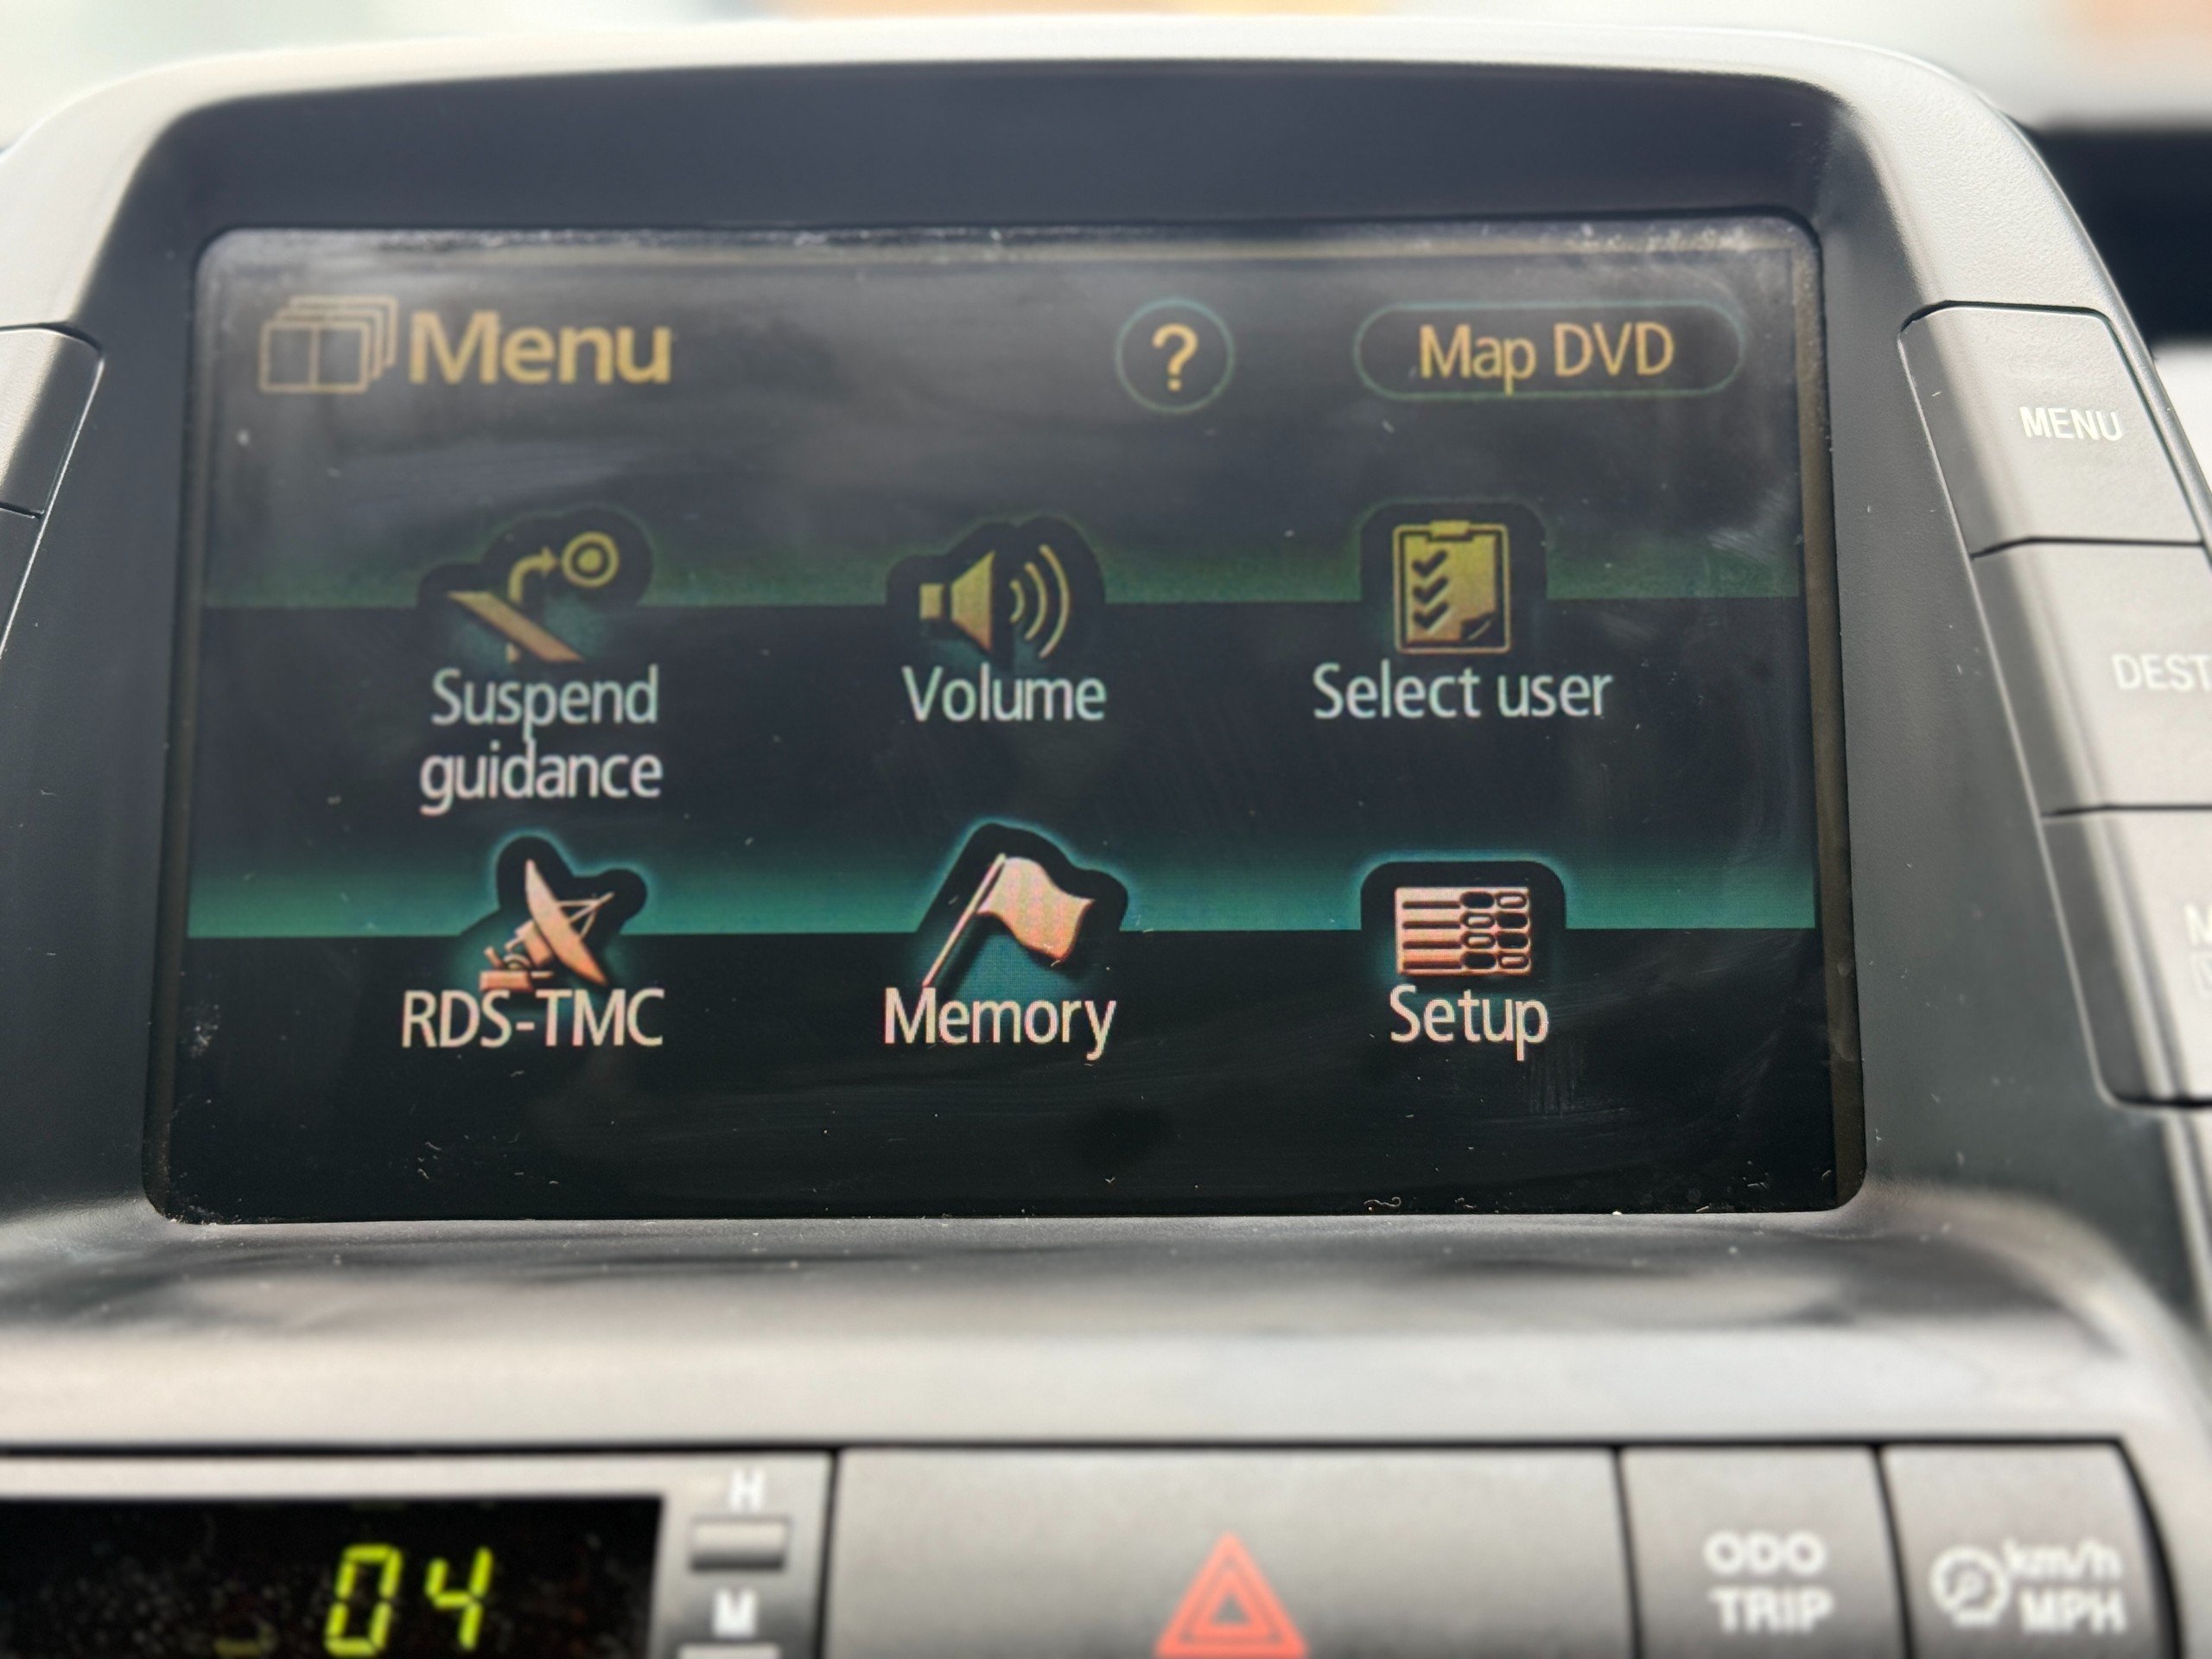 Menu
?
Map DVD
MENU
Suspend
guidance
Volume
Select user
DEST
RDS-TMC
Memory
Setup
H
M
04
ODO
TRIP
km/h
MPH